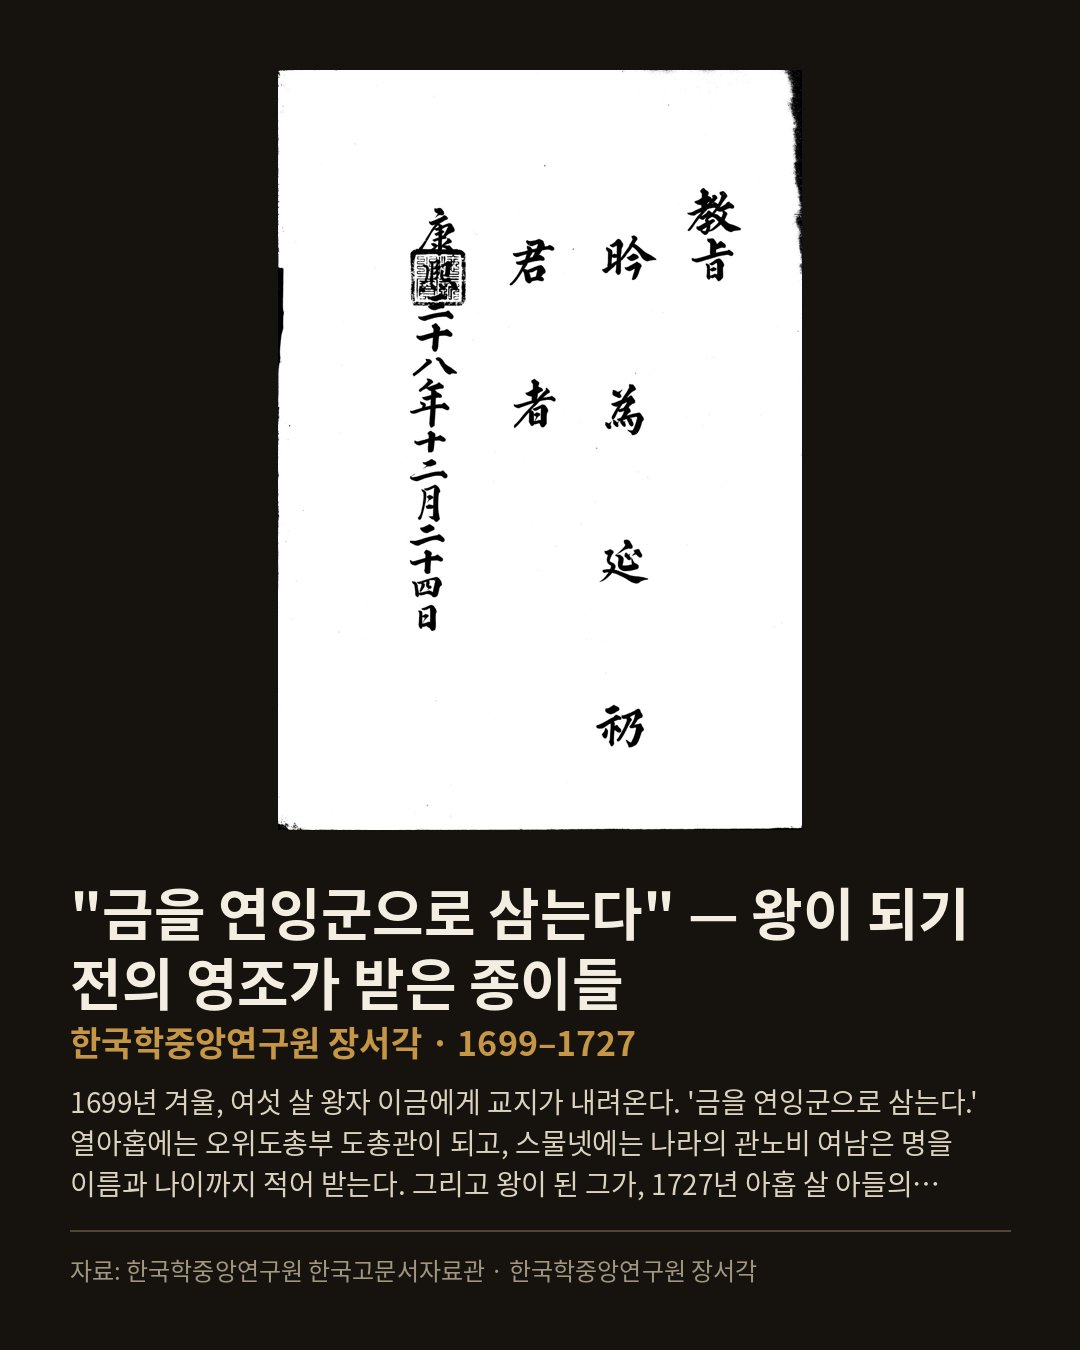 教旨
昑為延礽
君者
康熙三十八年十二月二十四日
"금을 연잉군으로 삼는다" — 왕이 되기
전의 영조가 받은 종이들
한국학중앙연구원 장서각 · 1699–1727
1699년 겨울, 여섯 살 왕자 이금에게 교지가 내려온다. '금을 연잉군으로 삼는다.'
열아홉에는 오위도총부 도총관이 되고, 스물넷에는 나라의 관노비 여남은 명을
이름과 나이까지 적어 받는다. 그리고 왕이 된 그가, 1727년 아홉 살 아들의…
자료: 한국학중앙연구원 한국고문서자료관 · 한국학중앙연구원 장서각